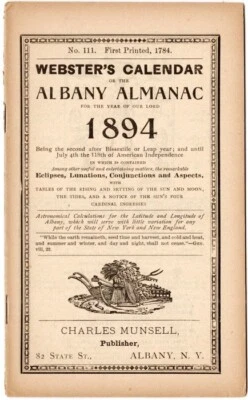 No. 111. First Printed, 1784.
WEBSTER'S CALENDAR
OR THE
ALBANY ALMANAC
FOR THE YEAR OF OUR LORD
1894
Being the second after Bissextile or Leap year; and until
July 4th the 118th of American Independence
IN WHICH IS CONTAINED
Among other useful and entertaining matters, the remarkable
Eclipses, Lunations, Conjunctions and Aspects,
WITH
TABLES OF THE RISING AND SETTING OF THE SUN AND MOON,
THE TIDES, AND A NOTICE OF THE SUN'S FOUR
CARDINAL INGRESSES
Astronomical Calculations for the Latitude and Longitude of
Albany, which will serve with little variation for any
part of the State of New York and New England.
"While the earth remaineth, seed time and harvest, and cold and heat,
and summer and winter, and day and night, shall not cease."—Gen.
viii, 22.
CHARLES MUNSELL,
Publisher,
82 STATE ST., ALBANY, N. Y.